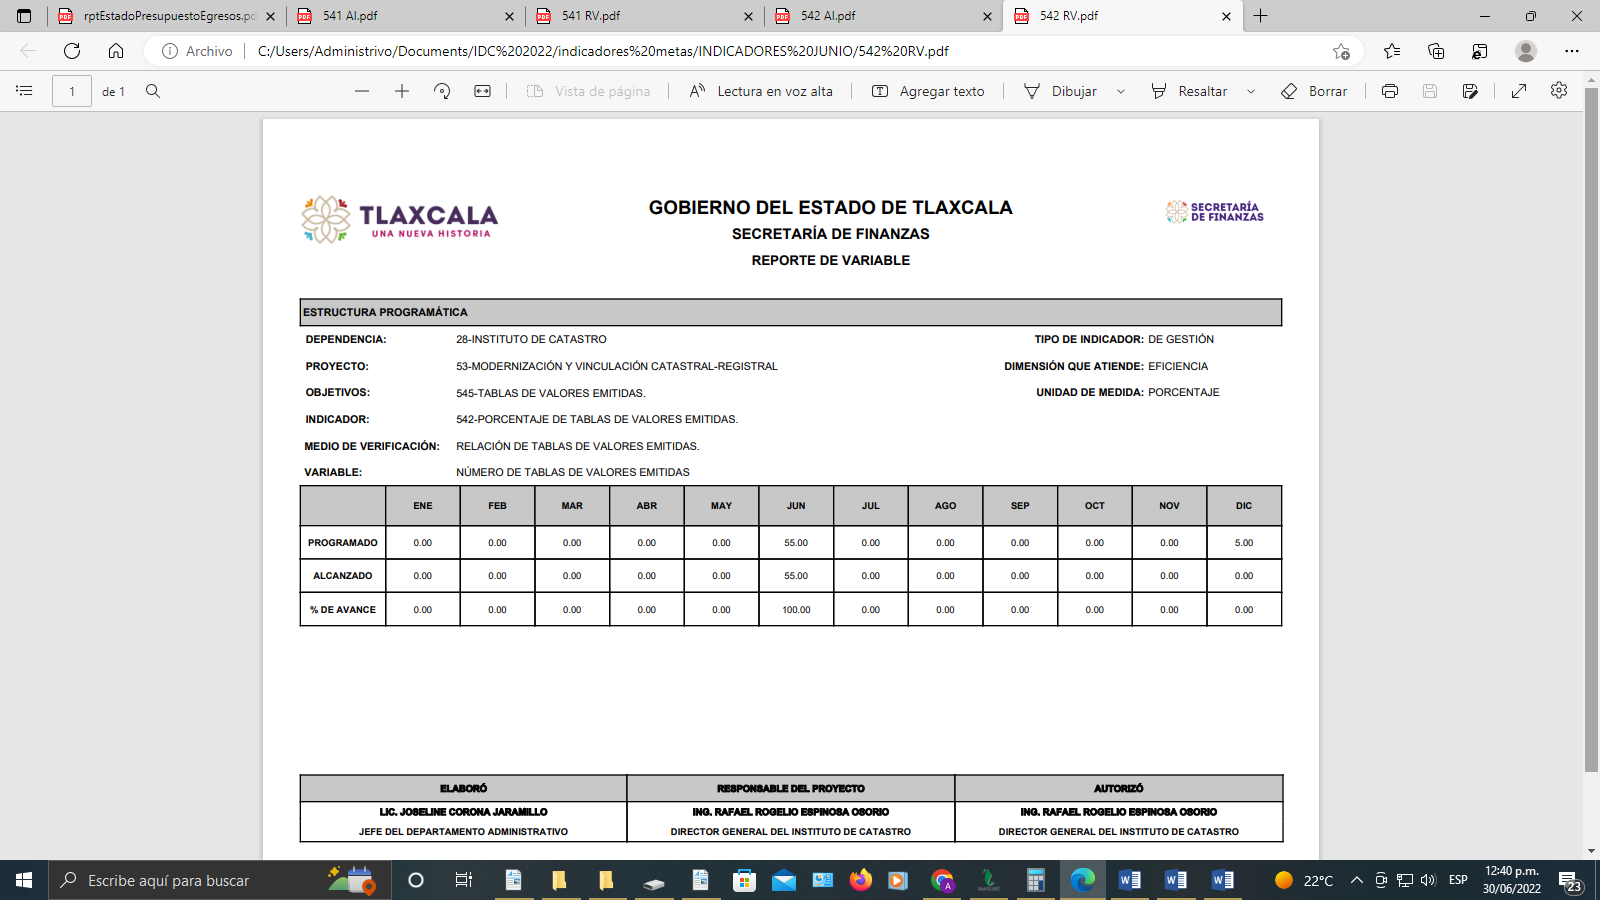 rptEstadoPresupuestoEgresos.pd
541 AI.pdf
541 RV.pdf
542 AI.pdf
542 RV.pdf
Archivo
C:/Users/Administrivo/Documents/IDC%202022/indicadores%20metas/INDICADORES%20JUNIO/542%20RV.pdf
1 de 1
Vista de página
Lectura en voz alta
Agregar texto
Dibujar
Resaltar
Borrar
TLAXCALA
UNA NUEVA HISTORIA
GOBIERNO DEL ESTADO DE TLAXCALA
SECRETARÍA DE FINANZAS
REPORTE DE VARIABLE
SECRETARÍA
DE FINANZAS
ESTRUCTURA PROGRAMÁTICA
DEPENDENCIA: 28-INSTITUTO DE CATASTRO TIPO DE INDICADOR: DE GESTIÓN
PROYECTO: 53-MODERNIZACIÓN Y VINCULACIÓN CATASTRAL-REGISTRAL DIMENSIÓN QUE ATIENDE: EFICIENCIA
OBJETIVOS: 545-TABLAS DE VALORES EMITIDAS. UNIDAD DE MEDIDA: PORCENTAJE
INDICADOR: 542-PORCENTAJE DE TABLAS DE VALORES EMITIDAS.
MEDIO DE VERIFICACIÓN: RELACIÓN DE TABLAS DE VALORES EMITIDAS.
VARIABLE: NÚMERO DE TABLAS DE VALORES EMITIDAS
ENE FEB MAR ABR MAY JUN JUL AGO SEP OCT NOV DIC
PROGRAMADO 0.00 0.00 0.00 0.00 0.00 55.00 0.00 0.00 0.00 0.00 0.00 5.00
ALCANZADO 0.00 0.00 0.00 0.00 0.00 55.00 0.00 0.00 0.00 0.00 0.00 0.00
% DE AVANCE 0.00 0.00 0.00 0.00 0.00 100.00 0.00 0.00 0.00 0.00 0.00 0.00
ELABORÓ RESPONSABLE DEL PROYECTO AUTORIZÓ
LIC. JOSELINE CORONA JARAMILLO ING. RAFAEL ROGELIO ESPINOSA OSORIO ING. RAFAEL ROGELIO ESPINOSA OSORIO
JEFE DEL DEPARTAMENTO ADMINISTRATIVO DIRECTOR GENERAL DEL INSTITUTO DE CATASTRO DIRECTOR GENERAL DEL INSTITUTO DE CATASTRO
Escribe aquí para buscar
22°C
ESP
12:40 p.m.
30/06/2022
23